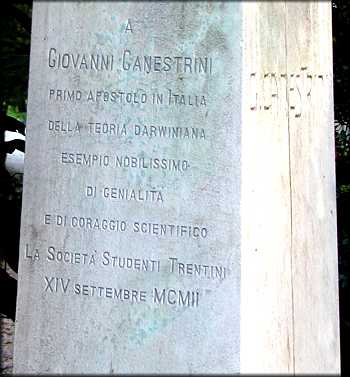 A
GIOVANNI CANESTRINI
PRIMO APOSTOLO IN ITALIA
DELLA TEORIA DARWINIANA
ESEMPIO NOBILISSIMO
DI GENIALITÀ
E DI CORAGGIO SCIENTIFICO
LA SOCIETÀ STUDENTI TRENTINI
XIV SETTEMBRE MCMII